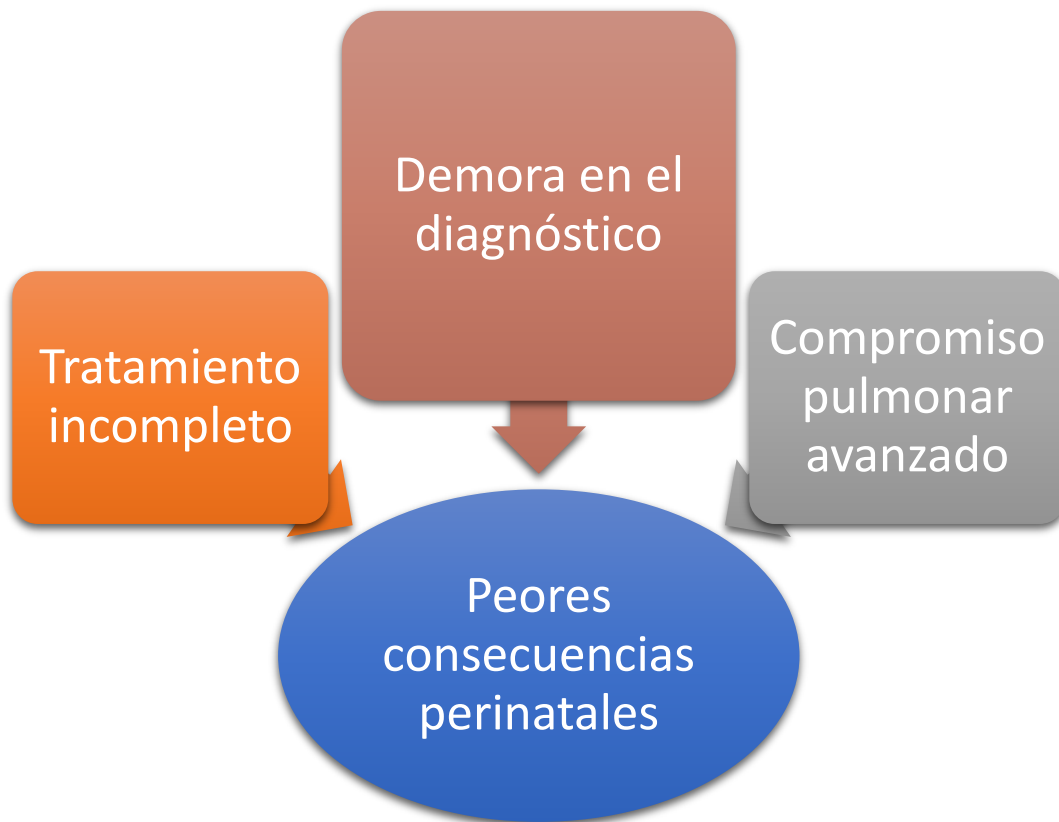 Demora en el
diagnóstico
Tratamiento
incompleto
Compromiso
pulmonar
avanzado
Peores
consecuencias
perinatales